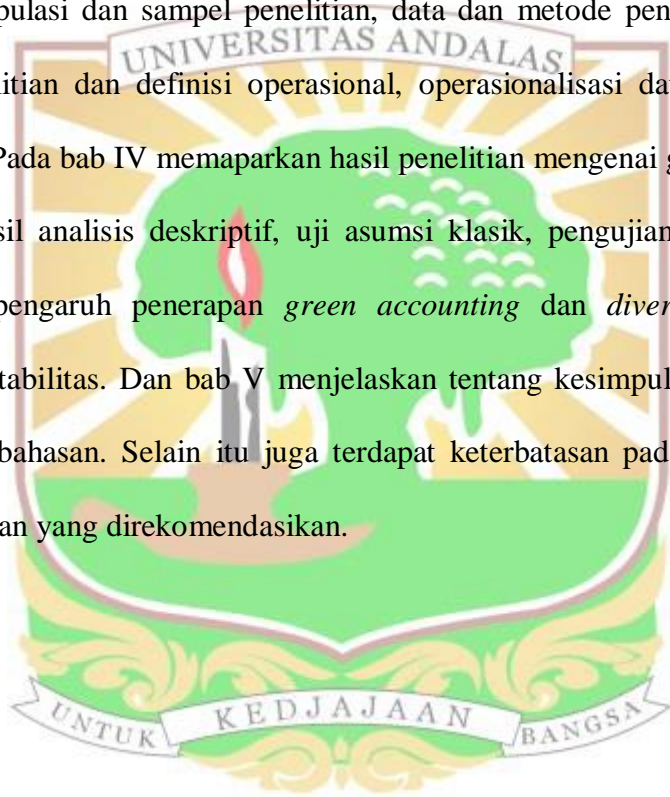 pulasi dan sampel penelitian, data dan metode pen
UNIVERSITAS ANDALAS
litian dan definisi operasional, operasionalisasi da
Pada bab IV memaparkan hasil penelitian mengenai g
sil analisis deskriptif, uji asumsi klasik, pengujian
pengaruh penerapan green accounting dan diver
tabilitas. Dan bab V menjelaskan tentang kesimpul
bahasan. Selain itu juga terdapat keterbatasan pad
an yang direkomendasikan.
UNTUK KEDJAJAAN BANGSA